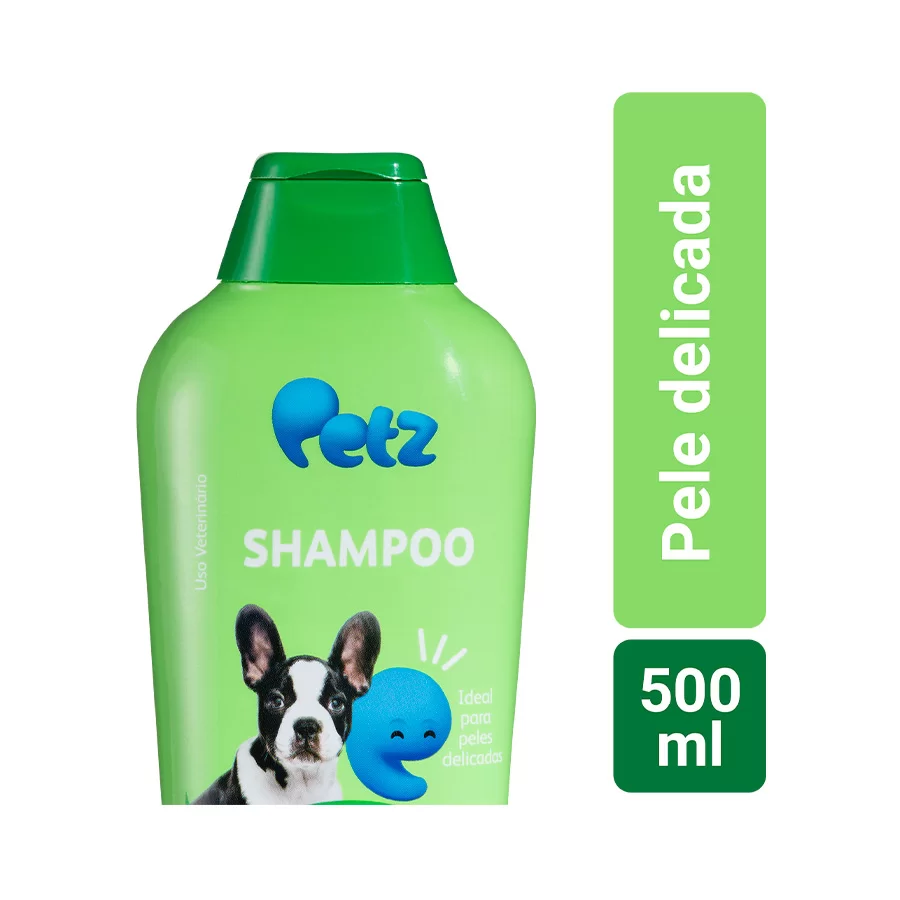 Petz
SHAMPOO
Uso Veterinário
Ideal
para
peles
delicadas
Pele delicada
500
ml